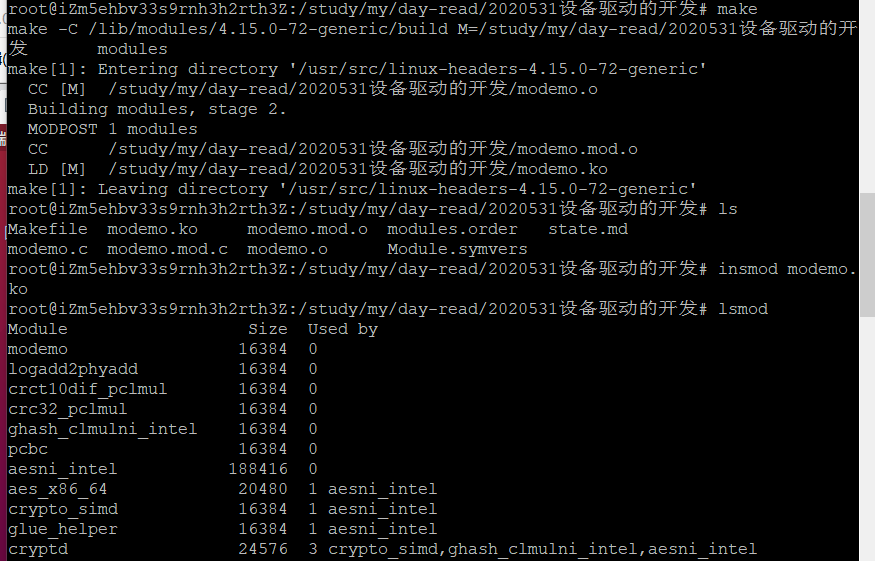 root@iZm5ehbv33s9rnh3h2rth3Z:/study/my/day-read/2020531设备驱动的开发# make
make -C /lib/modules/4.15.0-72-generic/build M=/study/my/day-read/2020531设备驱动的开
发       modules
make[1]: Entering directory '/usr/src/linux-headers-4.15.0-72-generic'
  CC [M]  /study/my/day-read/2020531设备驱动的开发/modemo.o
  Building modules, stage 2.
  MODPOST 1 modules
  CC      /study/my/day-read/2020531设备驱动的开发/modemo.mod.o
  LD [M]  /study/my/day-read/2020531设备驱动的开发/modemo.ko
make[1]: Leaving directory '/usr/src/linux-headers-4.15.0-72-generic'
root@iZm5ehbv33s9rnh3h2rth3Z:/study/my/day-read/2020531设备驱动的开发# ls
Makefile  modemo.ko     modemo.mod.o  modules.order   state.md
modemo.c  modemo.mod.c  modemo.o      Module.symvers
root@iZm5ehbv33s9rnh3h2rth3Z:/study/my/day-read/2020531设备驱动的开发# insmod modemo.
ko
root@iZm5ehbv33s9rnh3h2rth3Z:/study/my/day-read/2020531设备驱动的开发# lsmod
Module                  Size  Used by
modemo                 16384  0
logadd2phyadd          16384  0
crct10dif_pclmul       16384  0
crc32_pclmul           16384  0
ghash_clmulni_intel    16384  0
pcbc                   16384  0
aesni_intel           188416  0
aes_x86_64             20480  1 aesni_intel
crypto_simd            16384  1 aesni_intel
glue_helper            16384  1 aesni_intel
cryptd                 24576  3 crypto_simd,ghash_clmulni_intel,aesni_intel